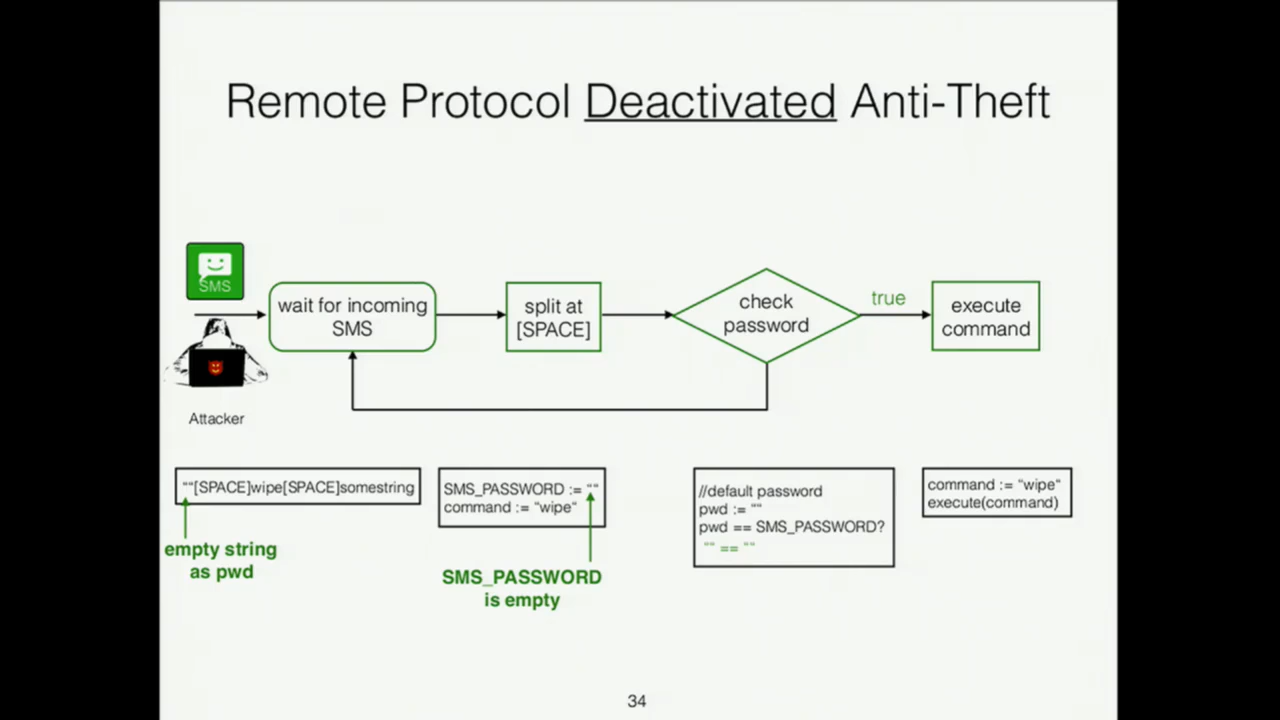 Remote Protocol Deactivated Anti-Theft
SMS
wait for incoming
SMS
split at
[SPACE]
check
password
true
execute
command
Attacker
""[SPACE]wipe[SPACE]somestring
SMS_PASSWORD := ""
command := "wipe"
//default password
pwd := ""
pwd == SMS_PASSWORD?
"" == ""
command := "wipe"
execute(command)
empty string
as pwd
SMS_PASSWORD
is empty
34